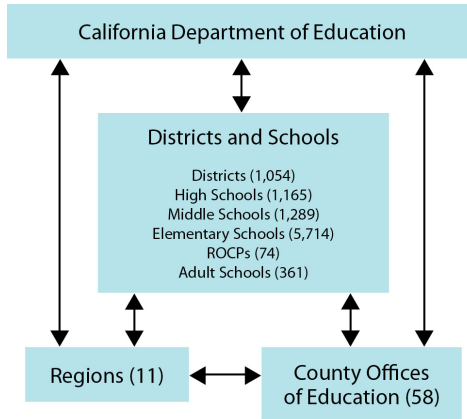 California Department of Education
Districts and Schools
Districts (1,054)
High Schools (1,165)
Middle Schools (1,289)
Elementary Schools (5,714)
ROCPs (74)
Adult Schools (361)
Regions (11)
County Offices
of Education (58)